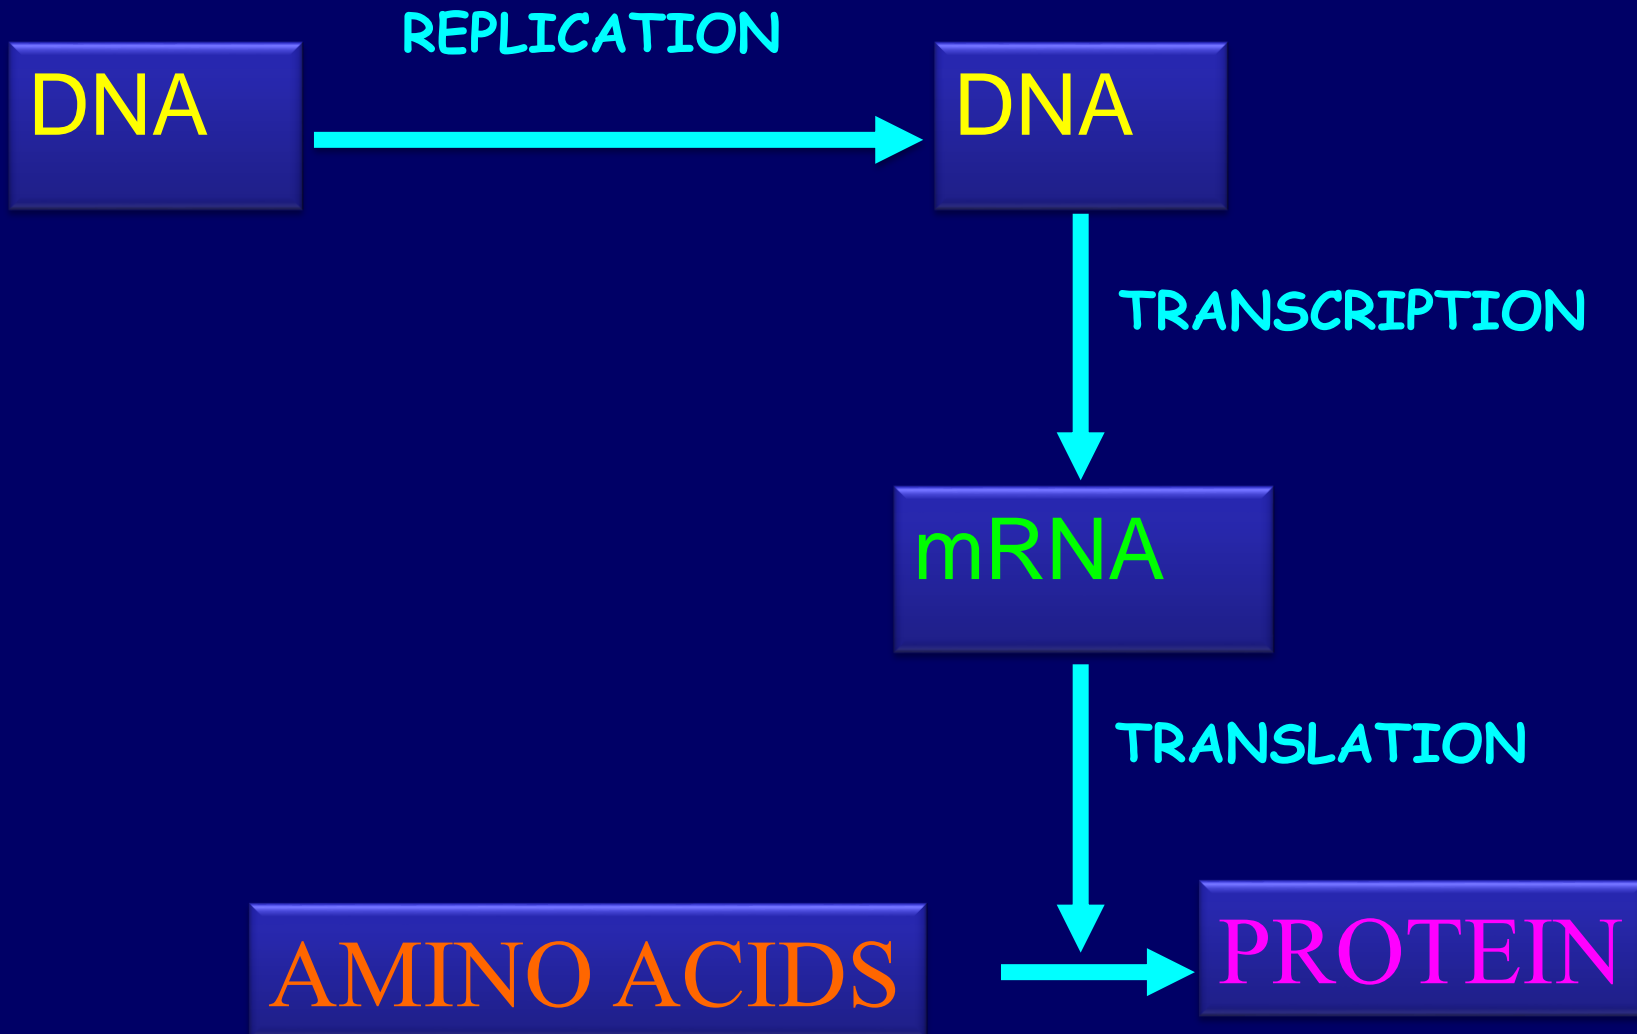 REPLICATION
DNA
DNA
TRANSCRIPTION
mRNA
TRANSLATION
AMINO ACIDS
PROTEIN